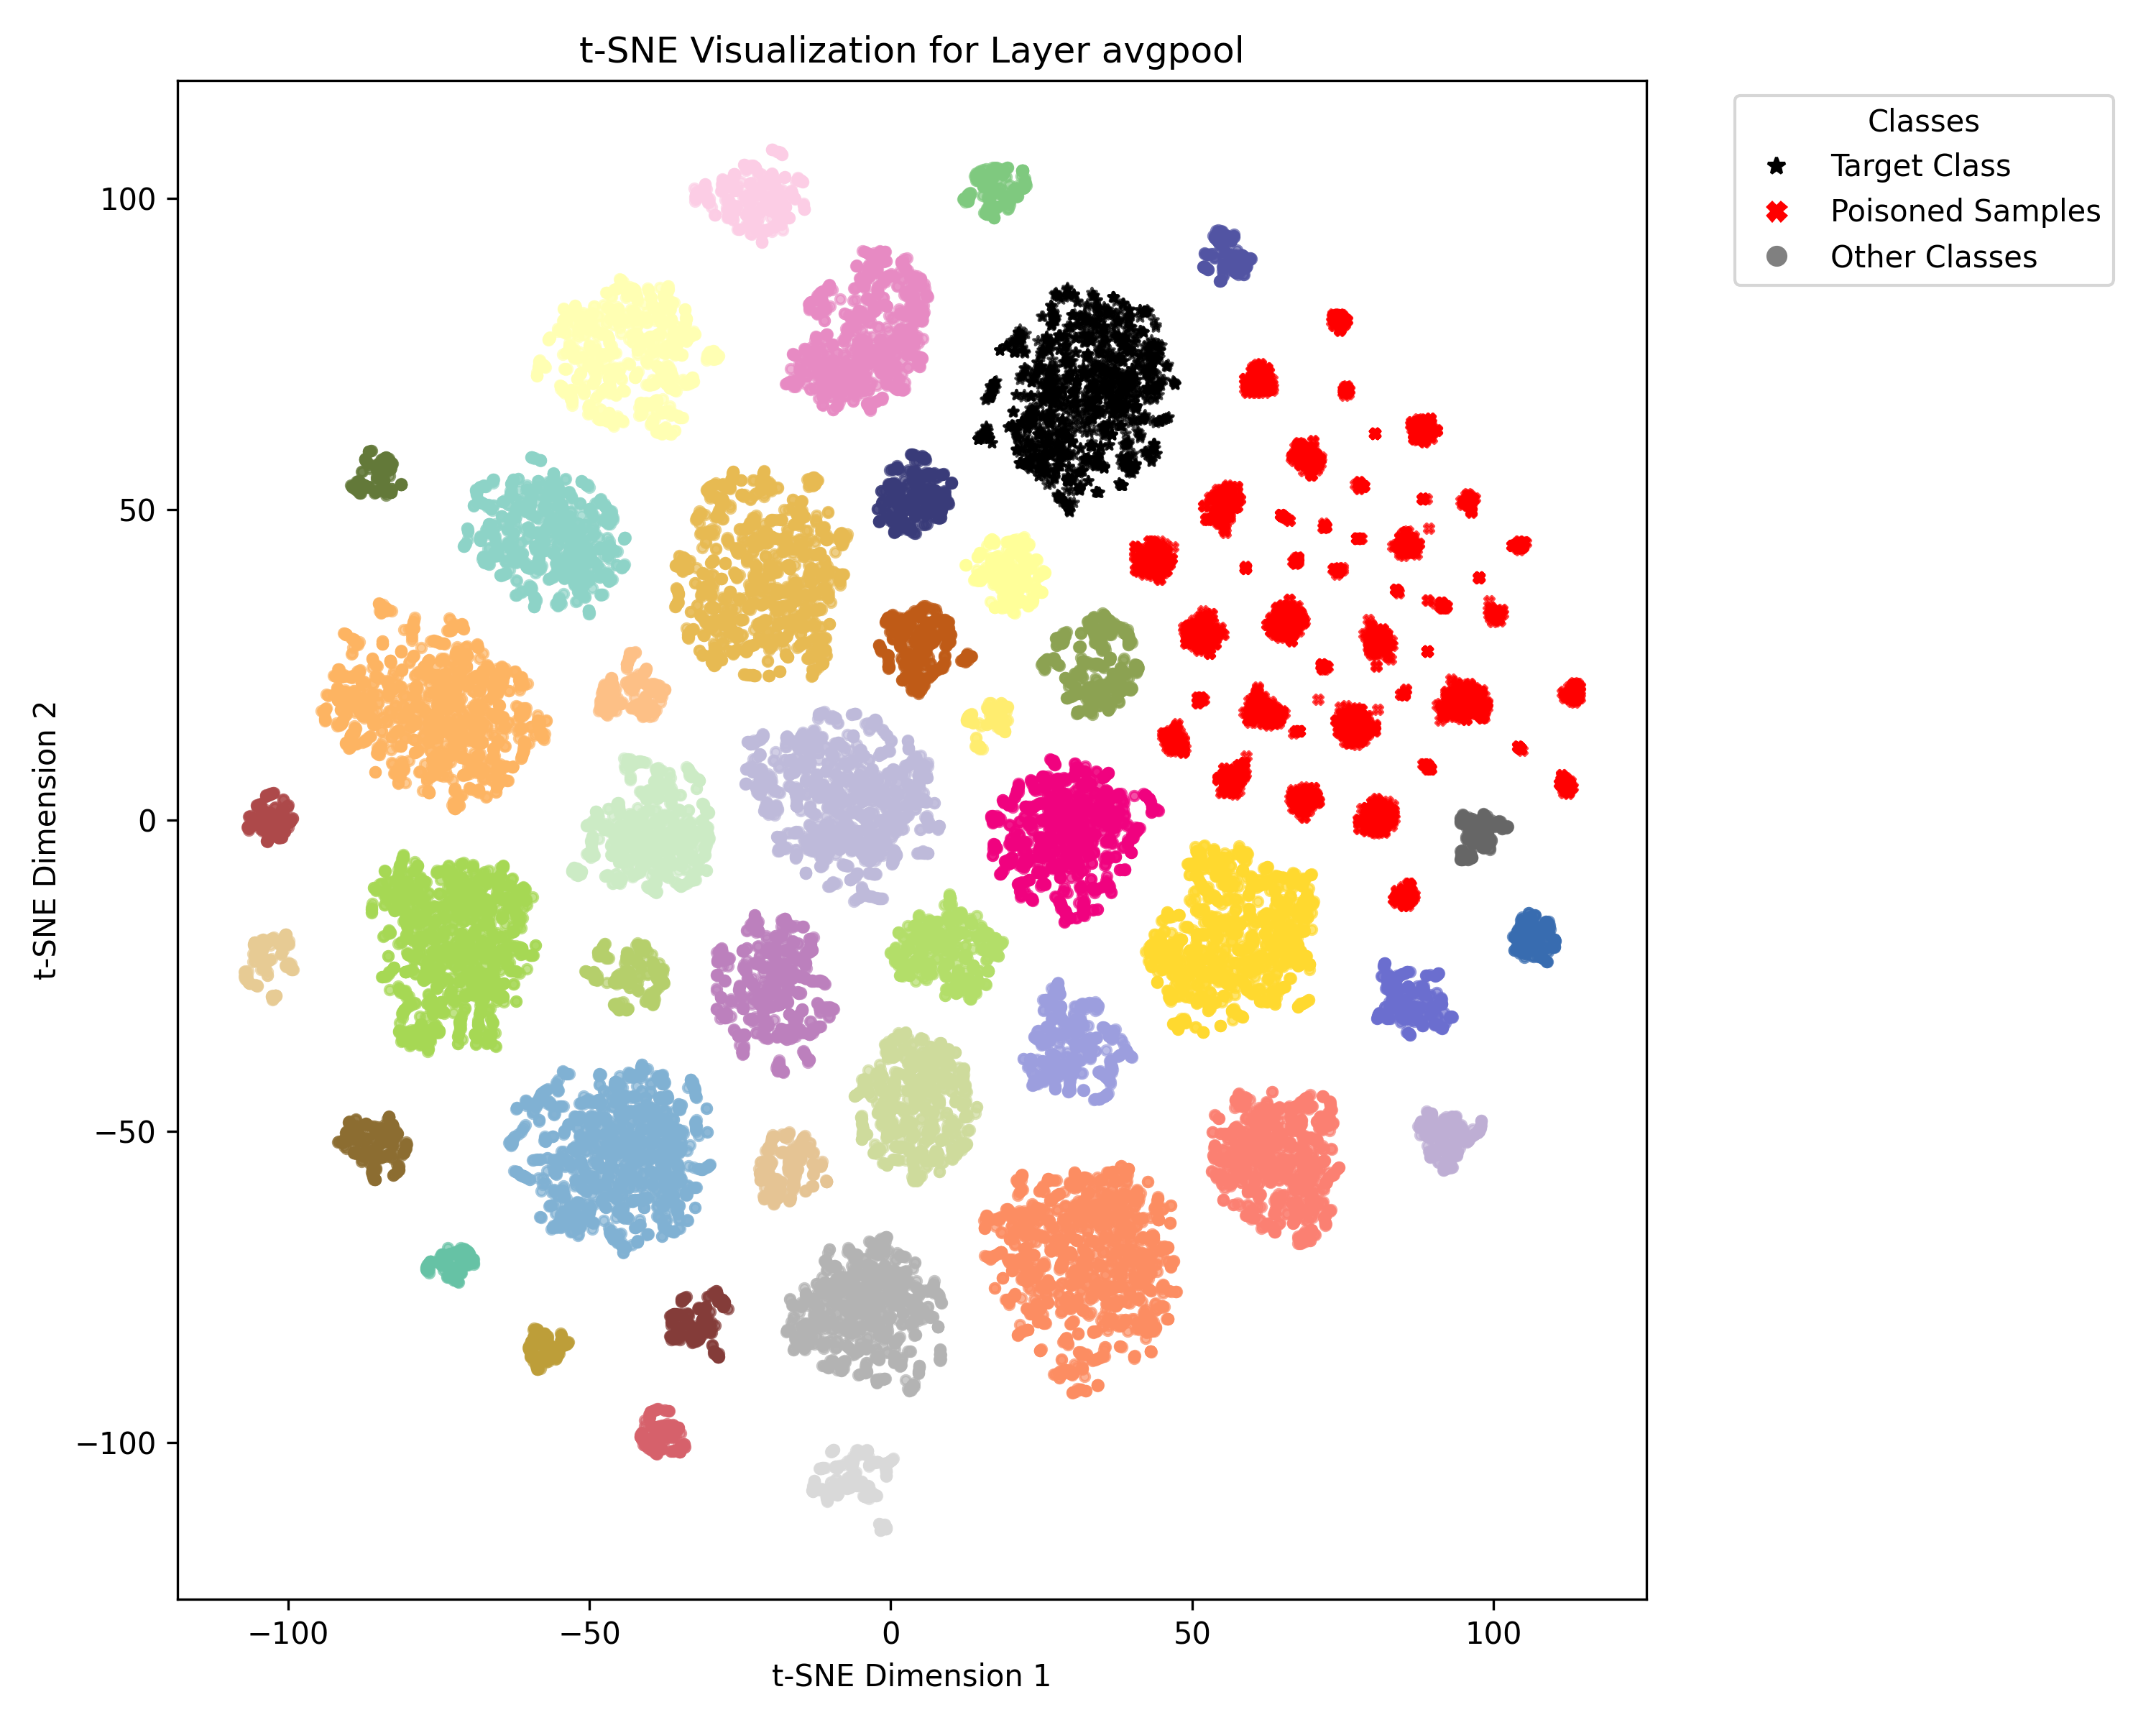 t-SNE Visualization for Layer avgpool
Classes
Target Class
Poisoned Samples
Other Classes
100
50
0
−50
−100
t-SNE Dimension 2
−100
−50
0
50
100
t-SNE Dimension 1